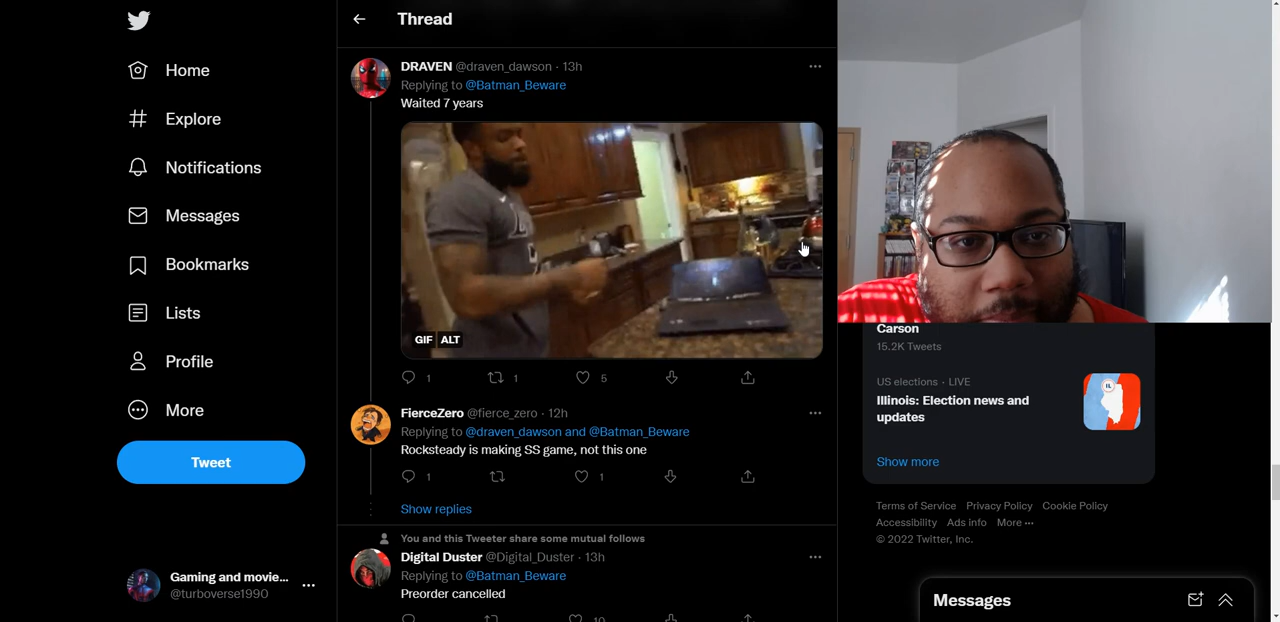 Home
Explore
Notifications
Messages
Bookmarks
Lists
Profile
More
Tweet
Gaming and movie...
@turboverse1990
Thread
DRAVEN @draven_dawson · 13h
Replying to @Batman_Beware
Waited 7 years
GIF ALT
1 1 5
FierceZero @fierce_zero · 12h
Replying to @draven_dawson and @Batman_Beware
Rocksteady is making SS game, not this one
1 1
Show replies
You and this Tweeter share some mutual follows
Digital Duster @Digital_Duster · 13h
Replying to @Batman_Beware
Preorder cancelled
10
Carson
15.2K Tweets
US elections · LIVE
Illinois: Election news and
updates
IL
Show more
Terms of Service Privacy Policy Cookie Policy
Accessibility Ads info More ···
© 2022 Twitter, Inc.
Messages